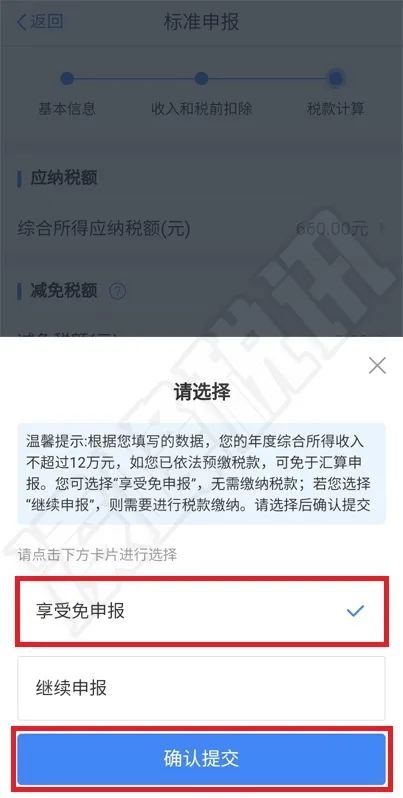 返回
标准申报
基本信息
收入和税前扣除
税款计算
应纳税额
综合所得应纳税额(元)
660.00元
减免税额
请选择
温馨提示:根据您填写的数据，您的年度综合所得收入
不超过12万元，如您已依法预缴税款，可免于汇算申
报。您可选择“享受免申报”，无需缴纳税款；若您选择
“继续申报”，则需要进行税款缴纳。请选择后确认提交
请点击下方卡片进行选择
享受免申报
继续申报
确认提交